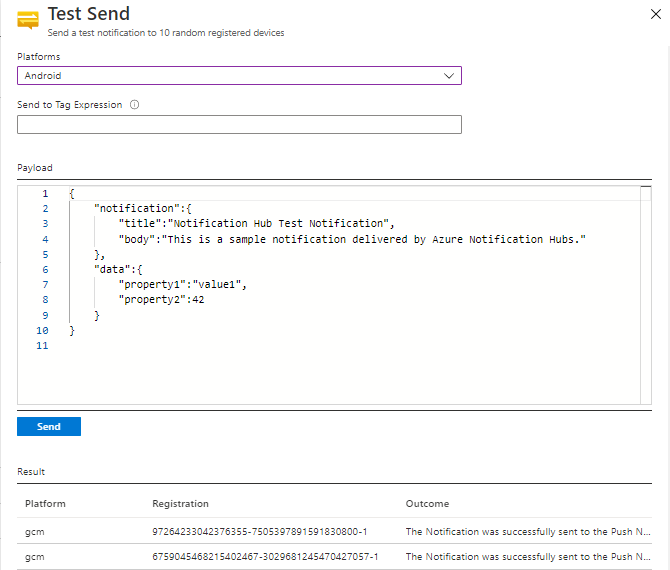 Test Send
Send a test notification to 10 random registered devices
Platforms
Android
Send to Tag Expression
Payload
1 {
2 "notification":{
3 "title":"Notification Hub Test Notification",
4 "body":"This is a sample notification delivered by Azure Notification Hubs."
5 },
6 "data":{
7 "property1":"value1",
8 "property2":42
9 }
10 }
11
Send
Result
Platform Registration Outcome
gcm 97264233042376355-7505397891591830800-1 The Notification was successfully sent to the Push N...
gcm 6759045468215402467-3029681245470427057-1 The Notification was successfully sent to the Push N...